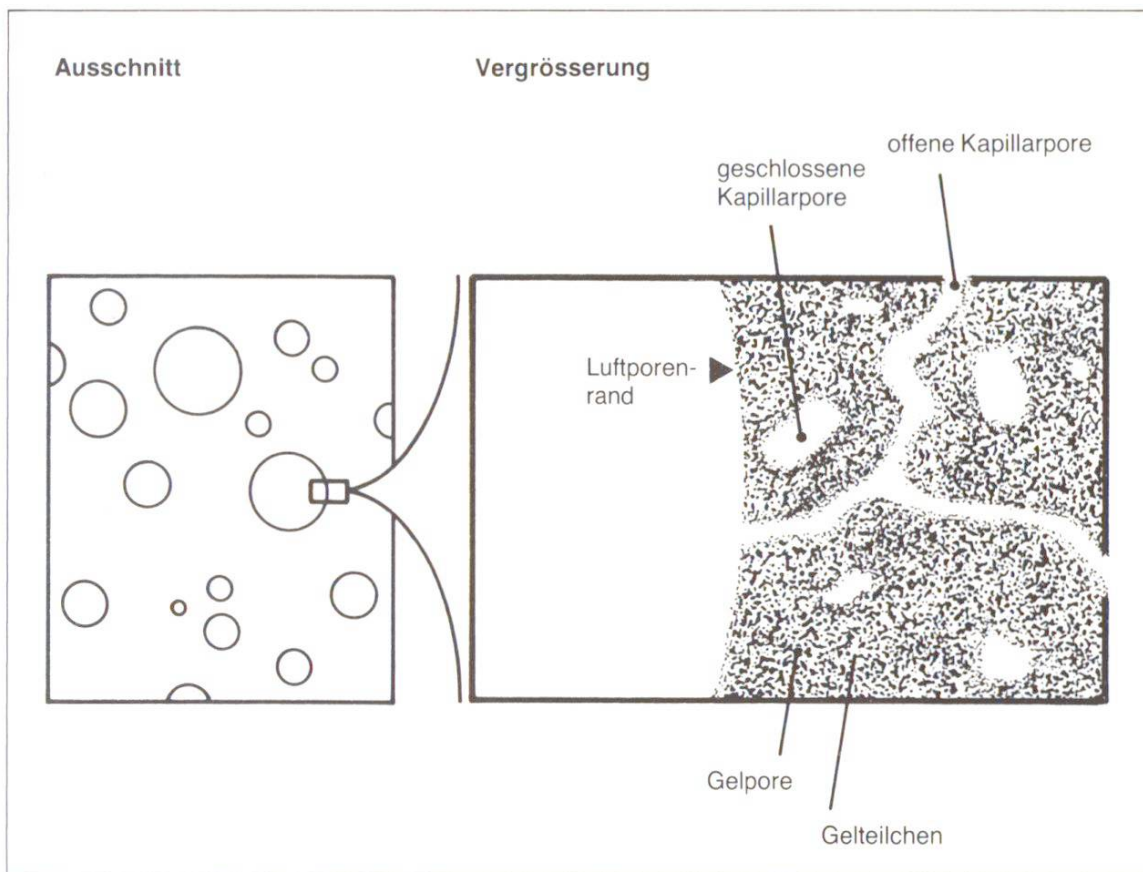 Ausschnitt
Vergrösserung
offene Kapillarpore
geschlossene
Kapillarpore
Luftporen-
rand
Gelpore
Gelteilchen